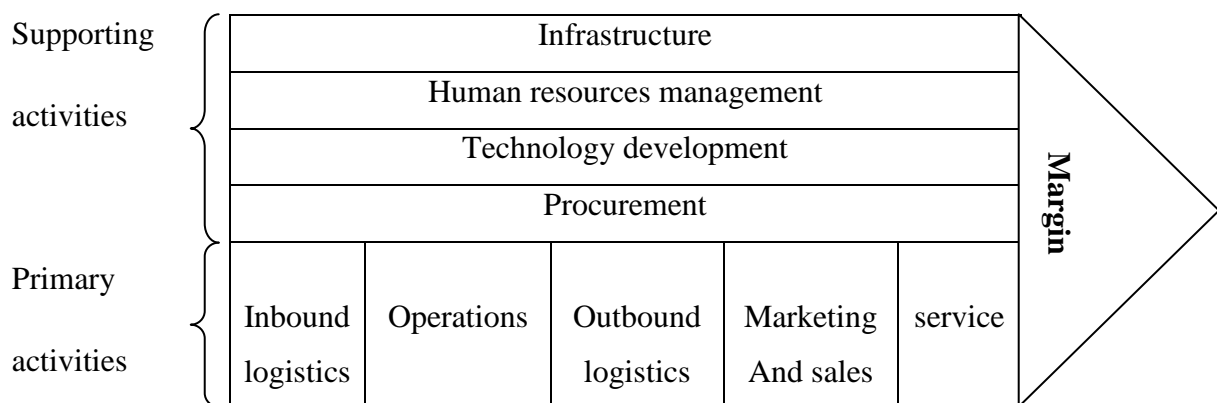 Supporting
activities
Infrastructure
Human resources management
Technology development
Procurement
Margin
Primary
activities
Inbound
logistics
Operations
Outbound
logistics
Marketing
And sales
service